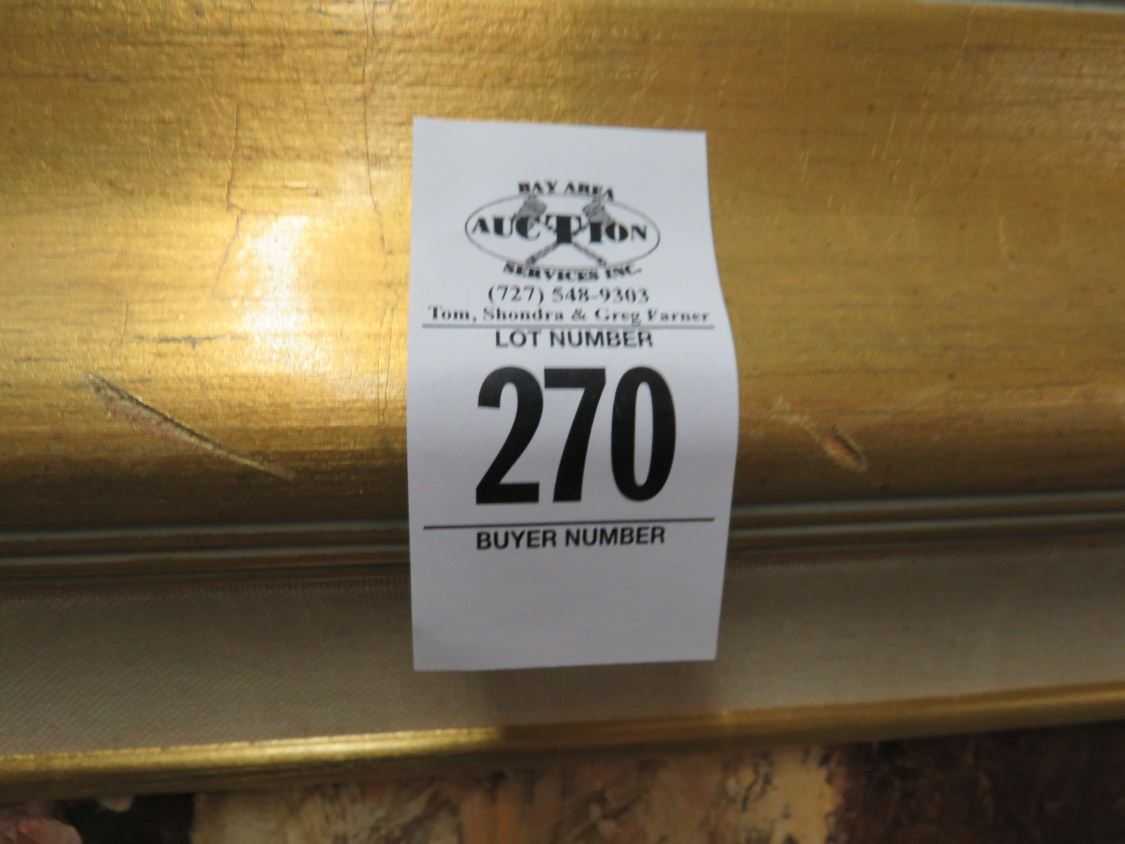 BAY AREA
AUCTION
SERVICES INC.
(727) 548-9303
Tom, Shondra & Greg Farner
LOT NUMBER
270
BUYER NUMBER